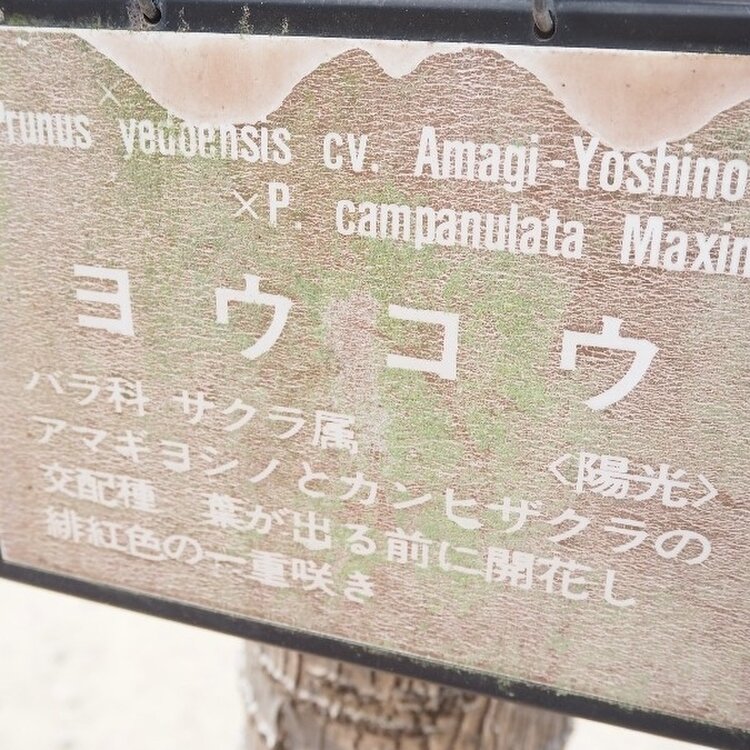 Prunus × yedoensis cv. Amagi-Yoshino
×P. campanulata Maxim
ヨウコウ
バラ科 サクラ属 〈陽光〉
アマギヨシノとカンヒザクラの
交配種 葉が出る前に開花し
緋紅色の一重咲き